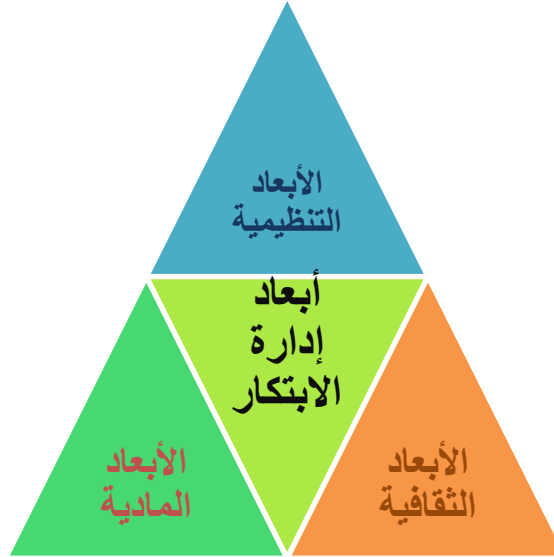 الأبعاد
التنظيمية
أبعاد
إدارة
الابتكار
الأبعاد
الثقافية
الأبعاد
المادية